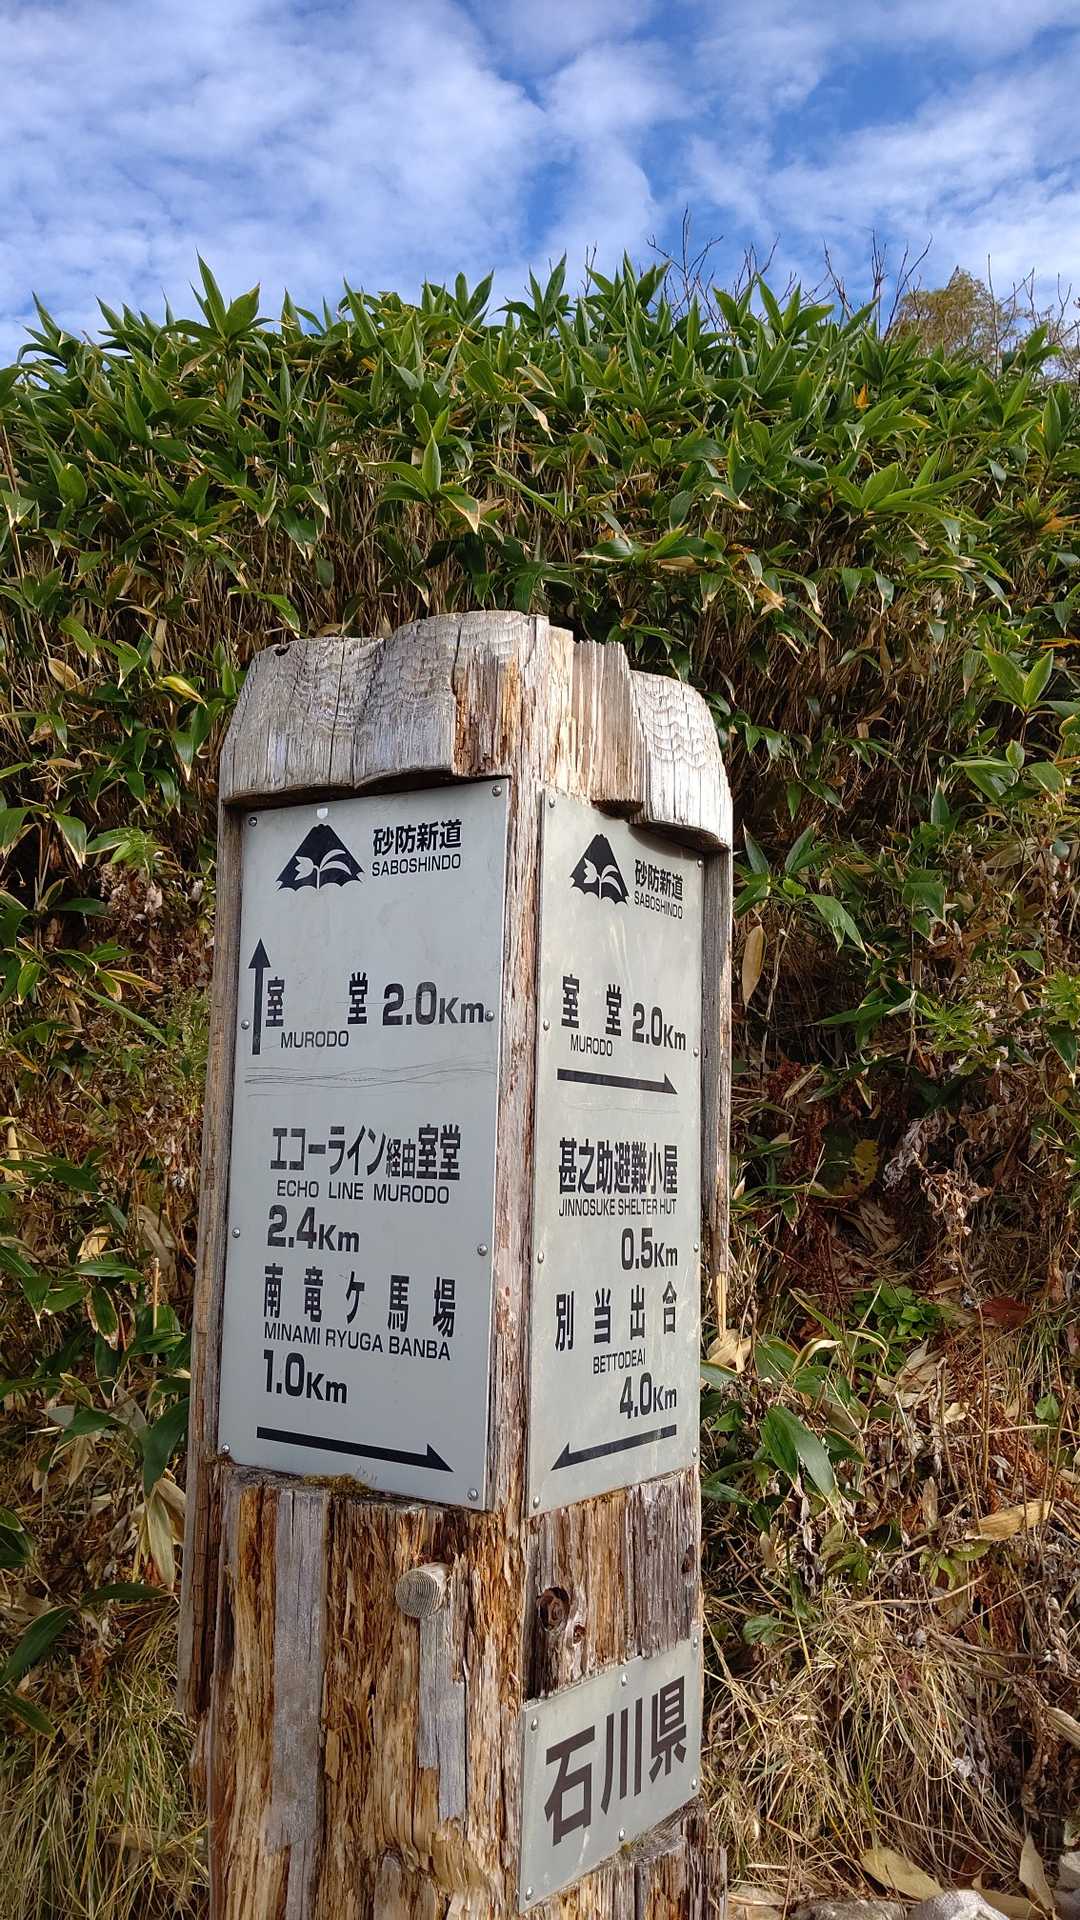 砂防新道
SABOSHINDO
室堂 2.0Km
MURODO
エコーライン経由室堂
ECHO LINE MURODO
2.4Km
南竜ケ馬場
MINAMI RYUGA BANBA
1.0Km
砂防新道
SABOSHINDO
室堂 2.0Km
MURODO
甚之助避難小屋
JINNOSUKE SHELTER HUT
0.5Km
別当出合
BETTODEAI
4.0Km
石川県